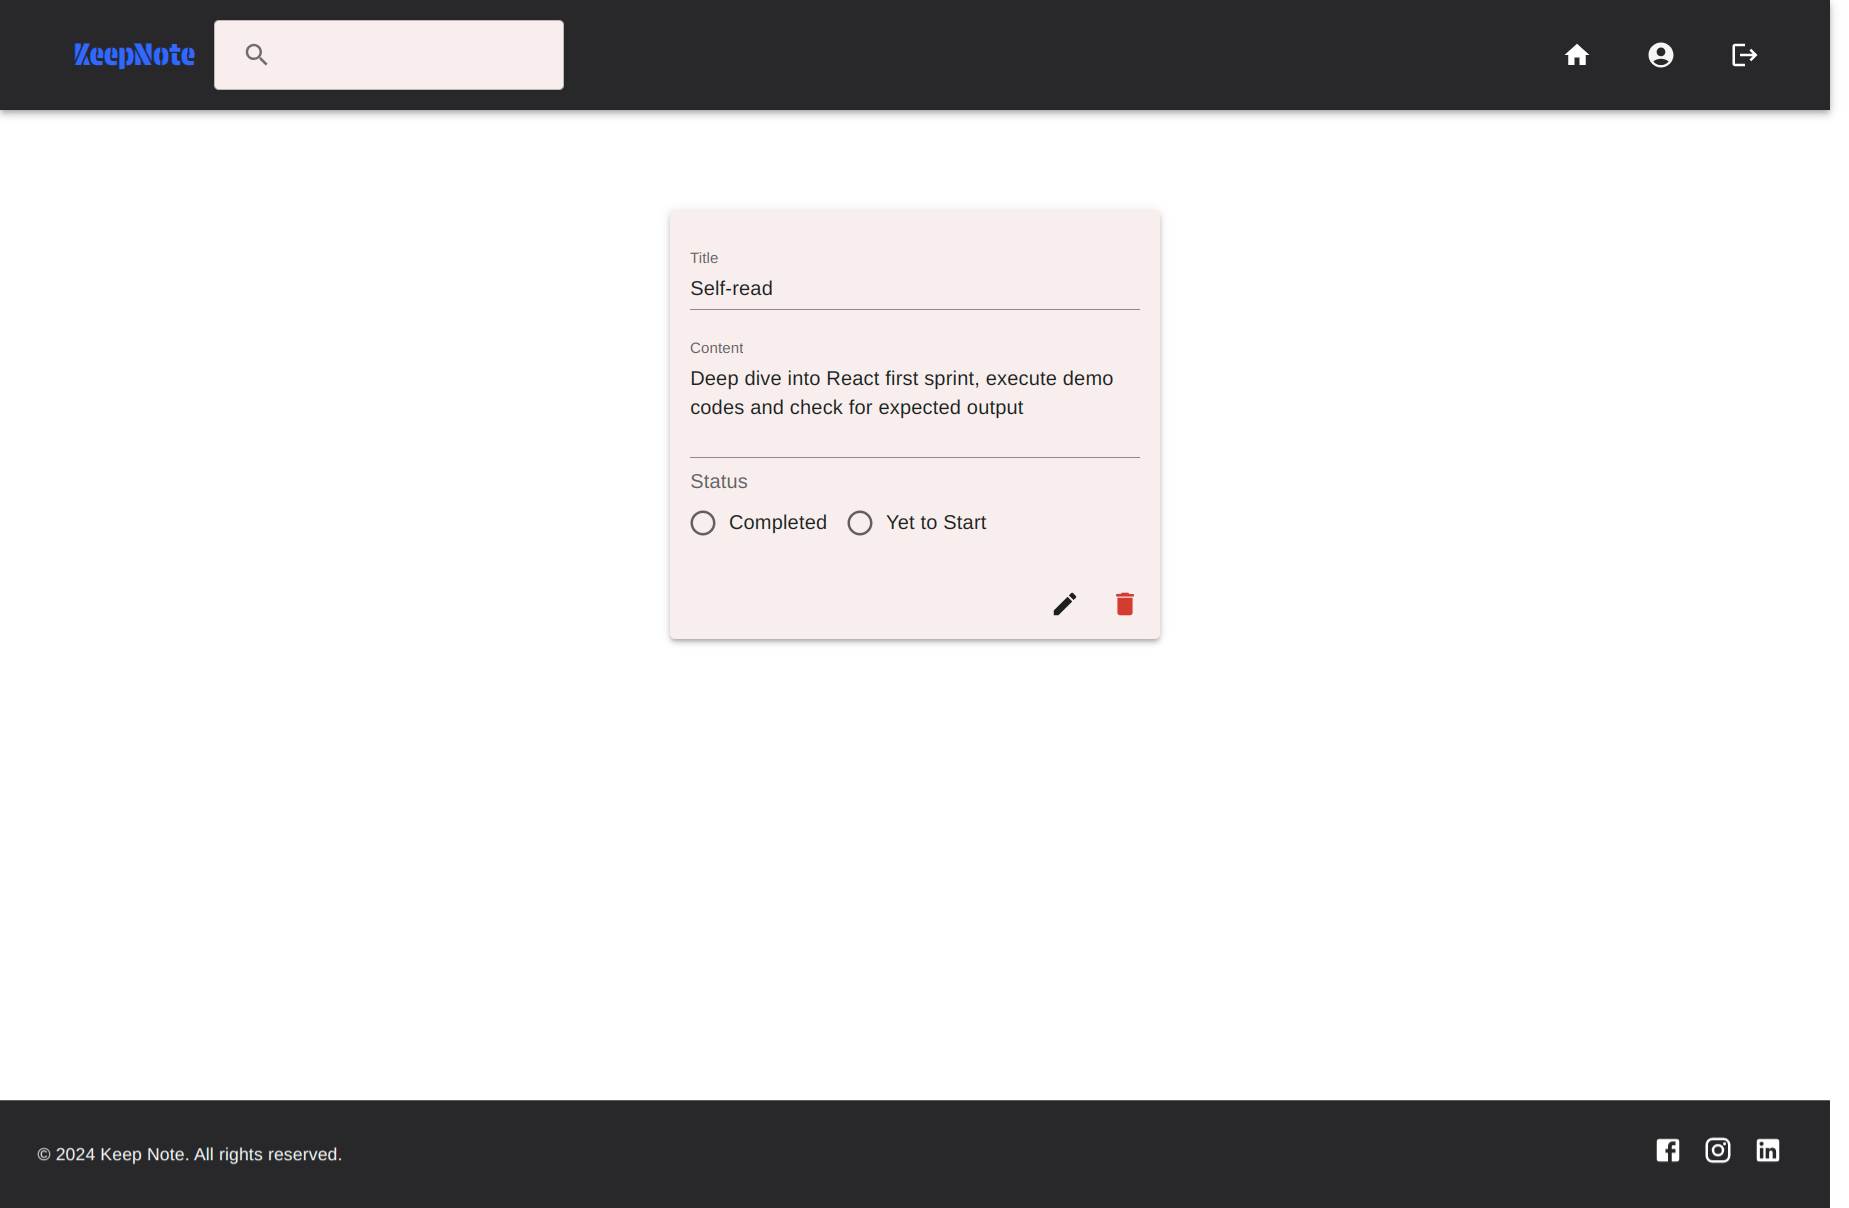 KeepNote
Title
Self-read
Content
Deep dive into React first sprint, execute demo
codes and check for expected output
Status
Completed Yet to Start
© 2024 Keep Note. All rights reserved.